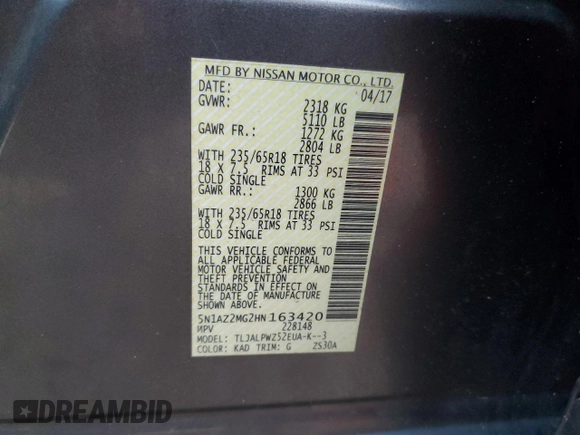 MFD BY NISSAN MOTOR CO., LTD.
DATE: 04/17
GVWR: 2318 KG
5110 LB
GAWR FR.: 1272 KG
2804 LB
WITH 235/65R18 TIRES
18 X 7.5 RIMS AT 33 PSI
COLD SINGLE
GAWR RR.: 1300 KG
2866 LB
WITH 235/65R18 TIRES
18 X 7.5 RIMS AT 33 PSI
COLD SINGLE
THIS VEHICLE CONFORMS TO
ALL APPLICABLE FEDERAL
MOTOR VEHICLE SAFETY AND
THEFT PREVENTION
STANDARDS IN EFFECT ON
THE DATE OF MANUFACTURE
SHOWN ABOVE.
5N1AZ2MG2HN163420
MPV 228148
MODEL: TLJALPWZ52EUA-K--3
COLOR: KAD TRIM: G ZS30A
DREAMBID